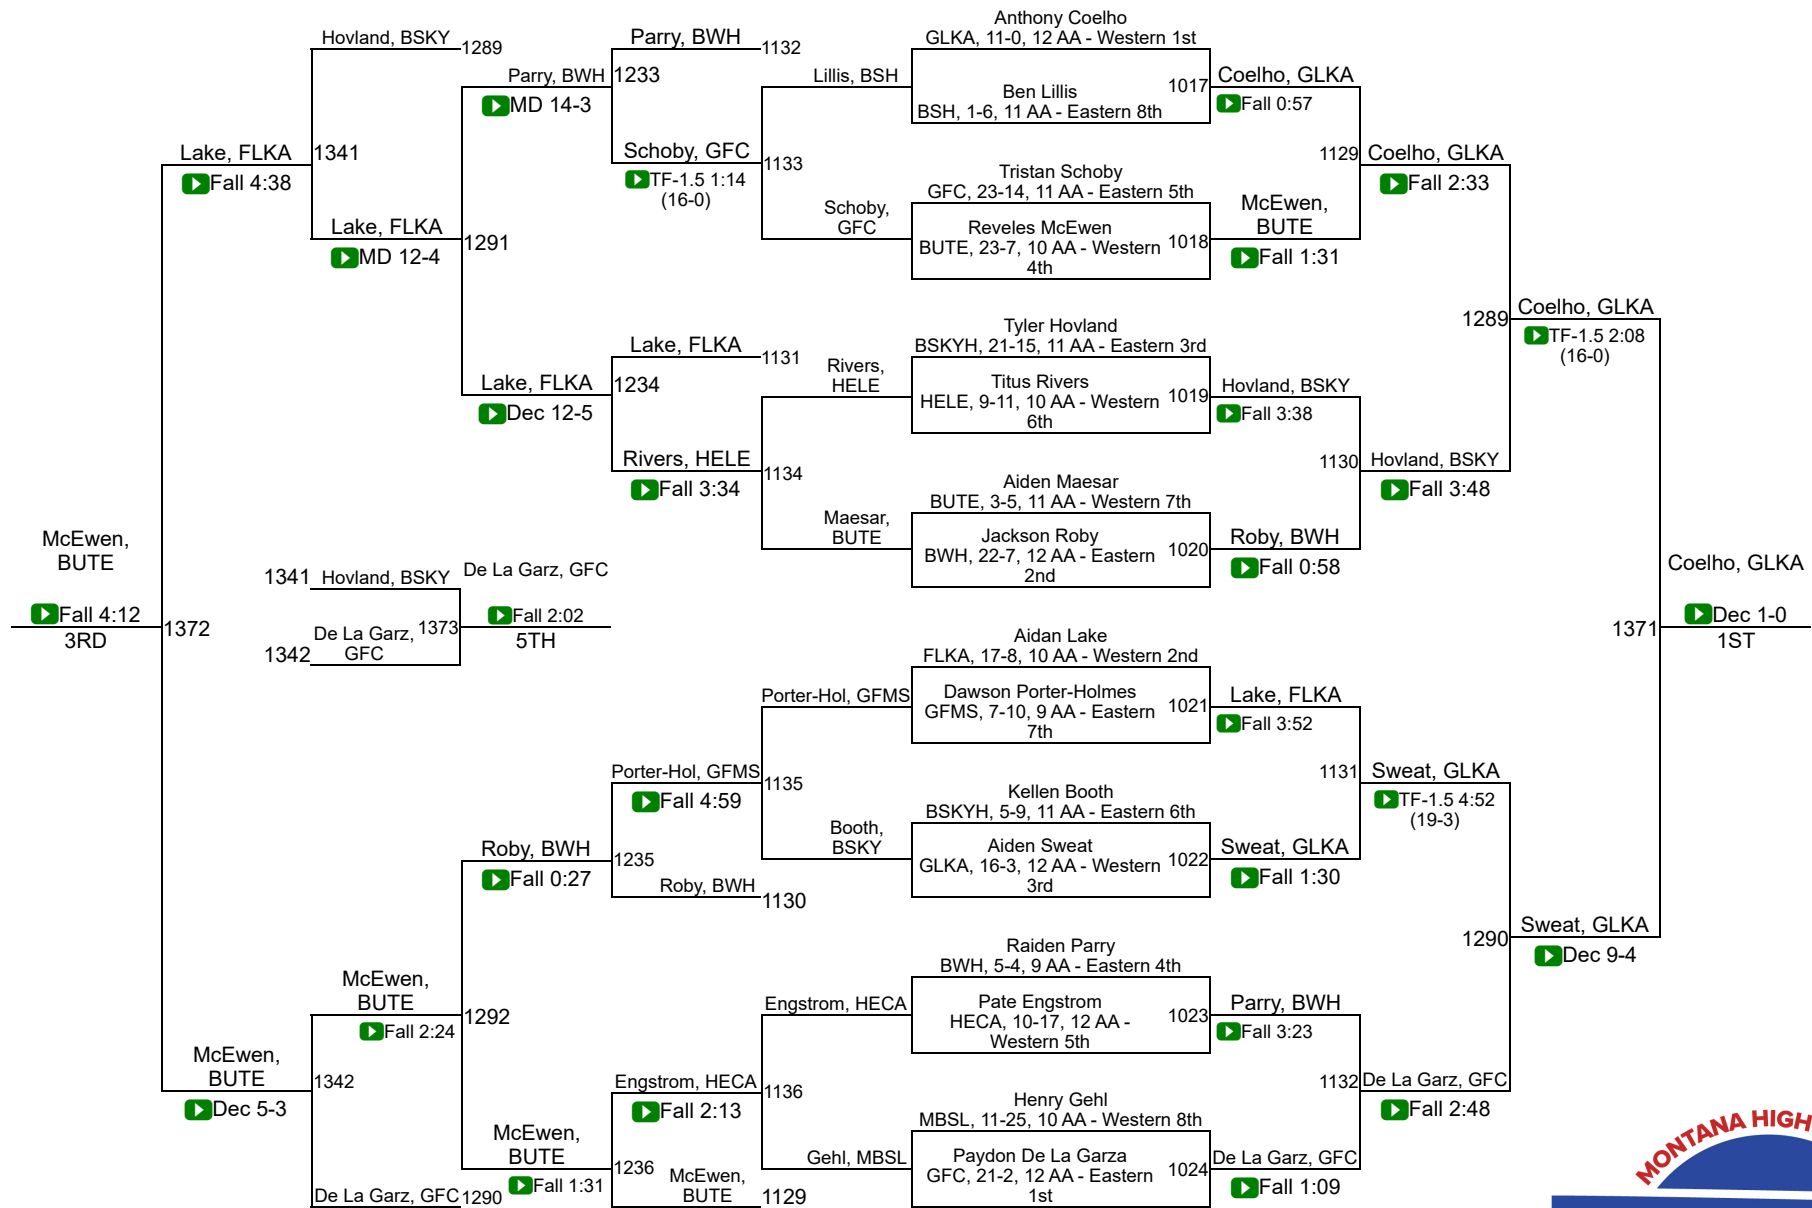 Anthony Coelho
GLKA, 11-0, 12 AA - Western 1st
Hovland, BSKY
1289
Parry, BWH
1132
Parry, BWH
1233
Lillis, BSH
Ben Lillis
BSH, 1-6, 11 AA - Eastern 8th
1017
Coelho, GLKA
Fall 0:57
MD 14-3
Lake, FLKA
1341
Fall 4:38
Schoby, GFC
1133
TF-1.5 1:14
(16-0)
1129
Coelho, GLKA
Fall 2:33
Tristan Schoby
GFC, 23-14, 11 AA - Eastern 5th
Schoby,
GFC
Reveles McEwen
BUTE, 23-7, 10 AA - Western
4th
1018
McEwen,
BUTE
Fall 1:31
Lake, FLKA
1291
MD 12-4
1289
Coelho, GLKA
TF-1.5 2:08
(16-0)
Tyler Hovland
BSKYH, 21-15, 11 AA - Eastern 3rd
Lake, FLKA
1131
Rivers,
HELE
Titus Rivers
HELE, 9-11, 10 AA - Western
6th
1019
Hovland, BSKY
Fall 3:38
Lake, FLKA
1234
Dec 12-5
Rivers, HELE
1134
Fall 3:34
1130
Hovland, BSKY
Fall 3:48
Aiden Maesar
BUTE, 3-5, 11 AA - Western 7th
Maesar,
BUTE
Jackson Roby
BWH, 22-7, 12 AA - Eastern
2nd
1020
Roby, BWH
Fall 0:58
McEwen,
BUTE
Fall 4:12
3RD
1372
1341
Hovland, BSKY
De La Garz, GFC
1342
De La Garz,
GFC
1373
Fall 2:02
5TH
Coelho, GLKA
1371
Dec 1-0
1ST
Aidan Lake
FLKA, 17-8, 10 AA - Western 2nd
Porter-Hol, GFMS
Dawson Porter-Holmes
GFMS, 7-10, 9 AA - Eastern
7th
1021
Lake, FLKA
Fall 3:52
Porter-Hol, GFMS
1135
Fall 4:59
1131
Sweat, GLKA
TF-1.5 4:52
(19-3)
Kellen Booth
BSKYH, 5-9, 11 AA - Eastern 6th
Booth,
BSKY
Aiden Sweat
GLKA, 16-3, 12 AA - Western
3rd
1022
Sweat, GLKA
Fall 1:30
Roby, BWH
1235
Fall 0:27
Roby, BWH
1130
1290
Sweat, GLKA
Dec 9-4
Raiden Parry
BWH, 5-4, 9 AA - Eastern 4th
Engstrom, HECA
Pate Engstrom
HECA, 10-17, 12 AA -
Western 5th
1023
Parry, BWH
Fall 3:23
McEwen,
BUTE
1292
Fall 2:24
McEwen,
BUTE
1342
Dec 5-3
Engstrom, HECA
1136
Fall 2:13
1132
De La Garz, GFC
Fall 2:48
Henry Gehl
MBSL, 11-25, 10 AA - Western 8th
McEwen,
BUTE
1236
Fall 1:31
Gehl, MBSL
Paydon De La Garza
GFC, 21-2, 12 AA - Eastern
1st
1024
De La Garz, GFC
Fall 1:09
De La Garz, GFC
1290
McEwen,
BUTE
1129
MONTANA HIGH